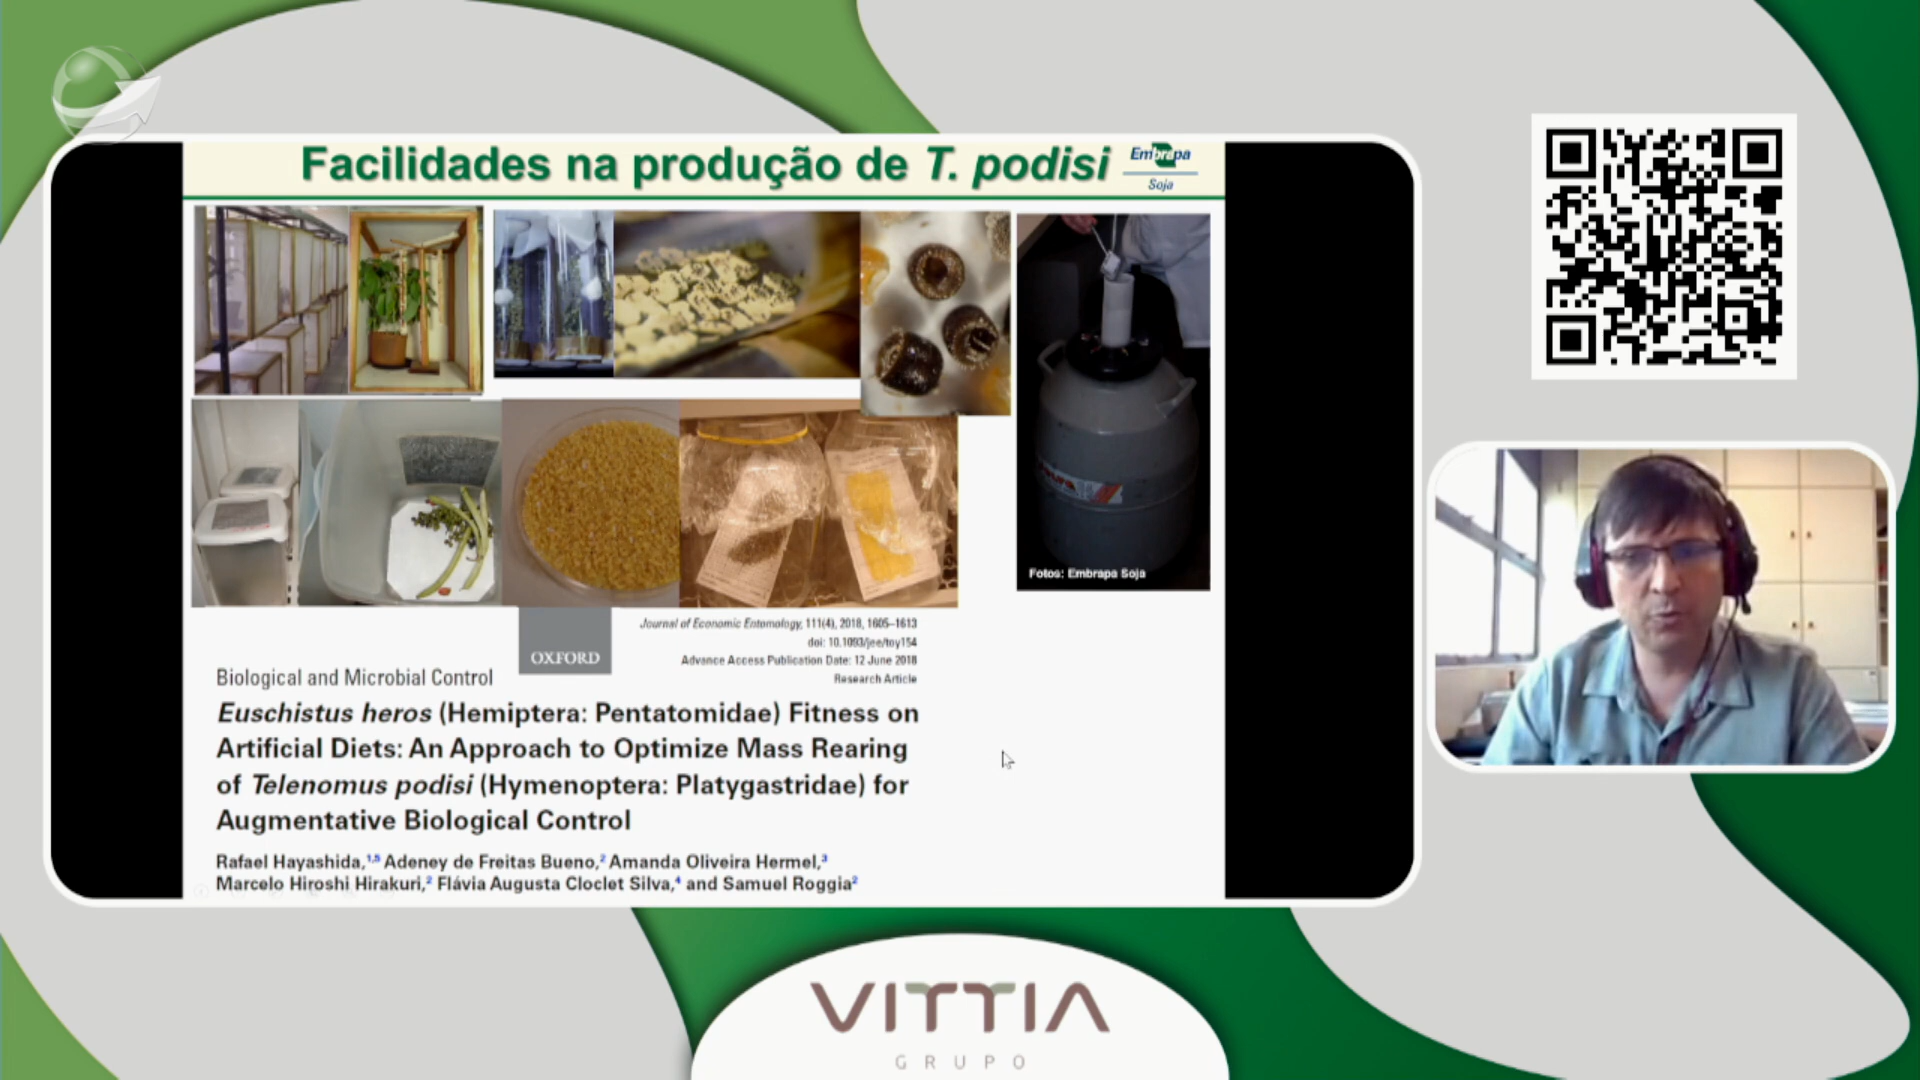 Facilidades na produção de T. podisi
Embrapa
Soja
Fotos: Embrapa Soja
OXFORD
Journal of Economic Entomology, 111(4), 2018, 1605–1613
doi: 10.1093/jee/toy154
Advance Access Publication Date: 12 June 2018
Research Article
Biological and Microbial Control
Euschistus heros (Hemiptera: Pentatomidae) Fitness on
Artificial Diets: An Approach to Optimize Mass Rearing
of Telenomus podisi (Hymenoptera: Platygastridae) for
Augmentative Biological Control
Rafael Hayashida,1,5 Adeney de Freitas Bueno,2 Amanda Oliveira Hermel,3
Marcelo Hiroshi Hirakuri,2 Flávia Augusta Cloclet Silva,4 and Samuel Roggia2
VITTIA
GRUPO